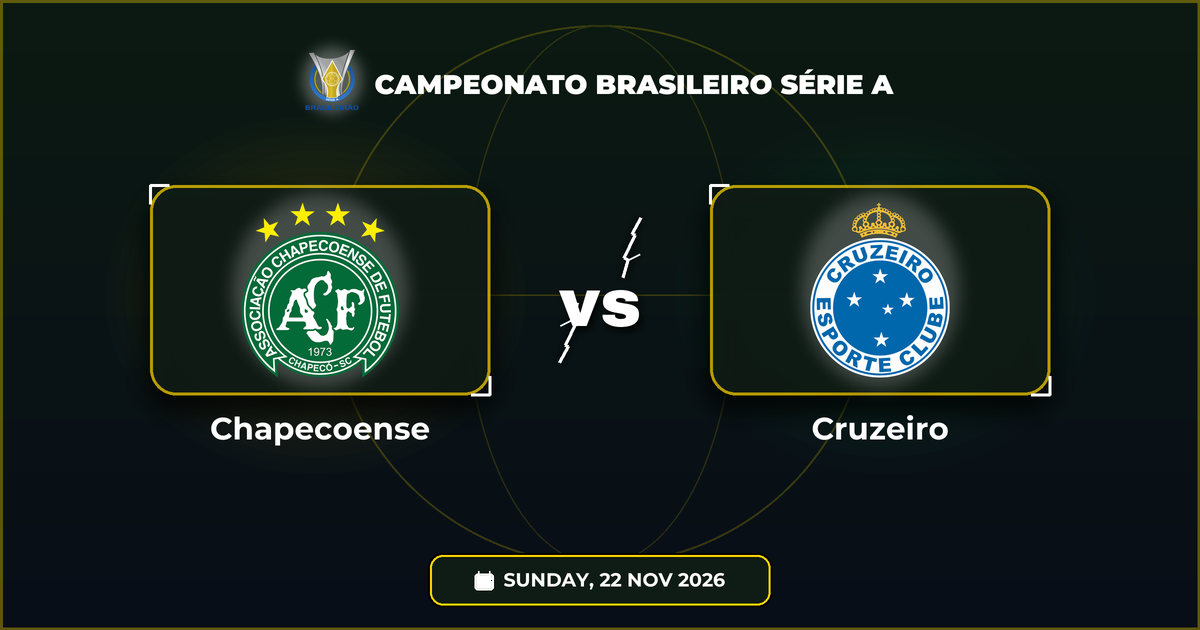 CAMPEONATO BRASILEIRO SÉRIE A
ASSOCIAÇÃO CHAPECOENSE DE FUTEBOL
ACF
1973
CHAPECÓ-SC
VS
CRUZEIRO
ESPORTE CLUBE
Chapecoense
Cruzeiro
SUNDAY, 22 NOV 2026